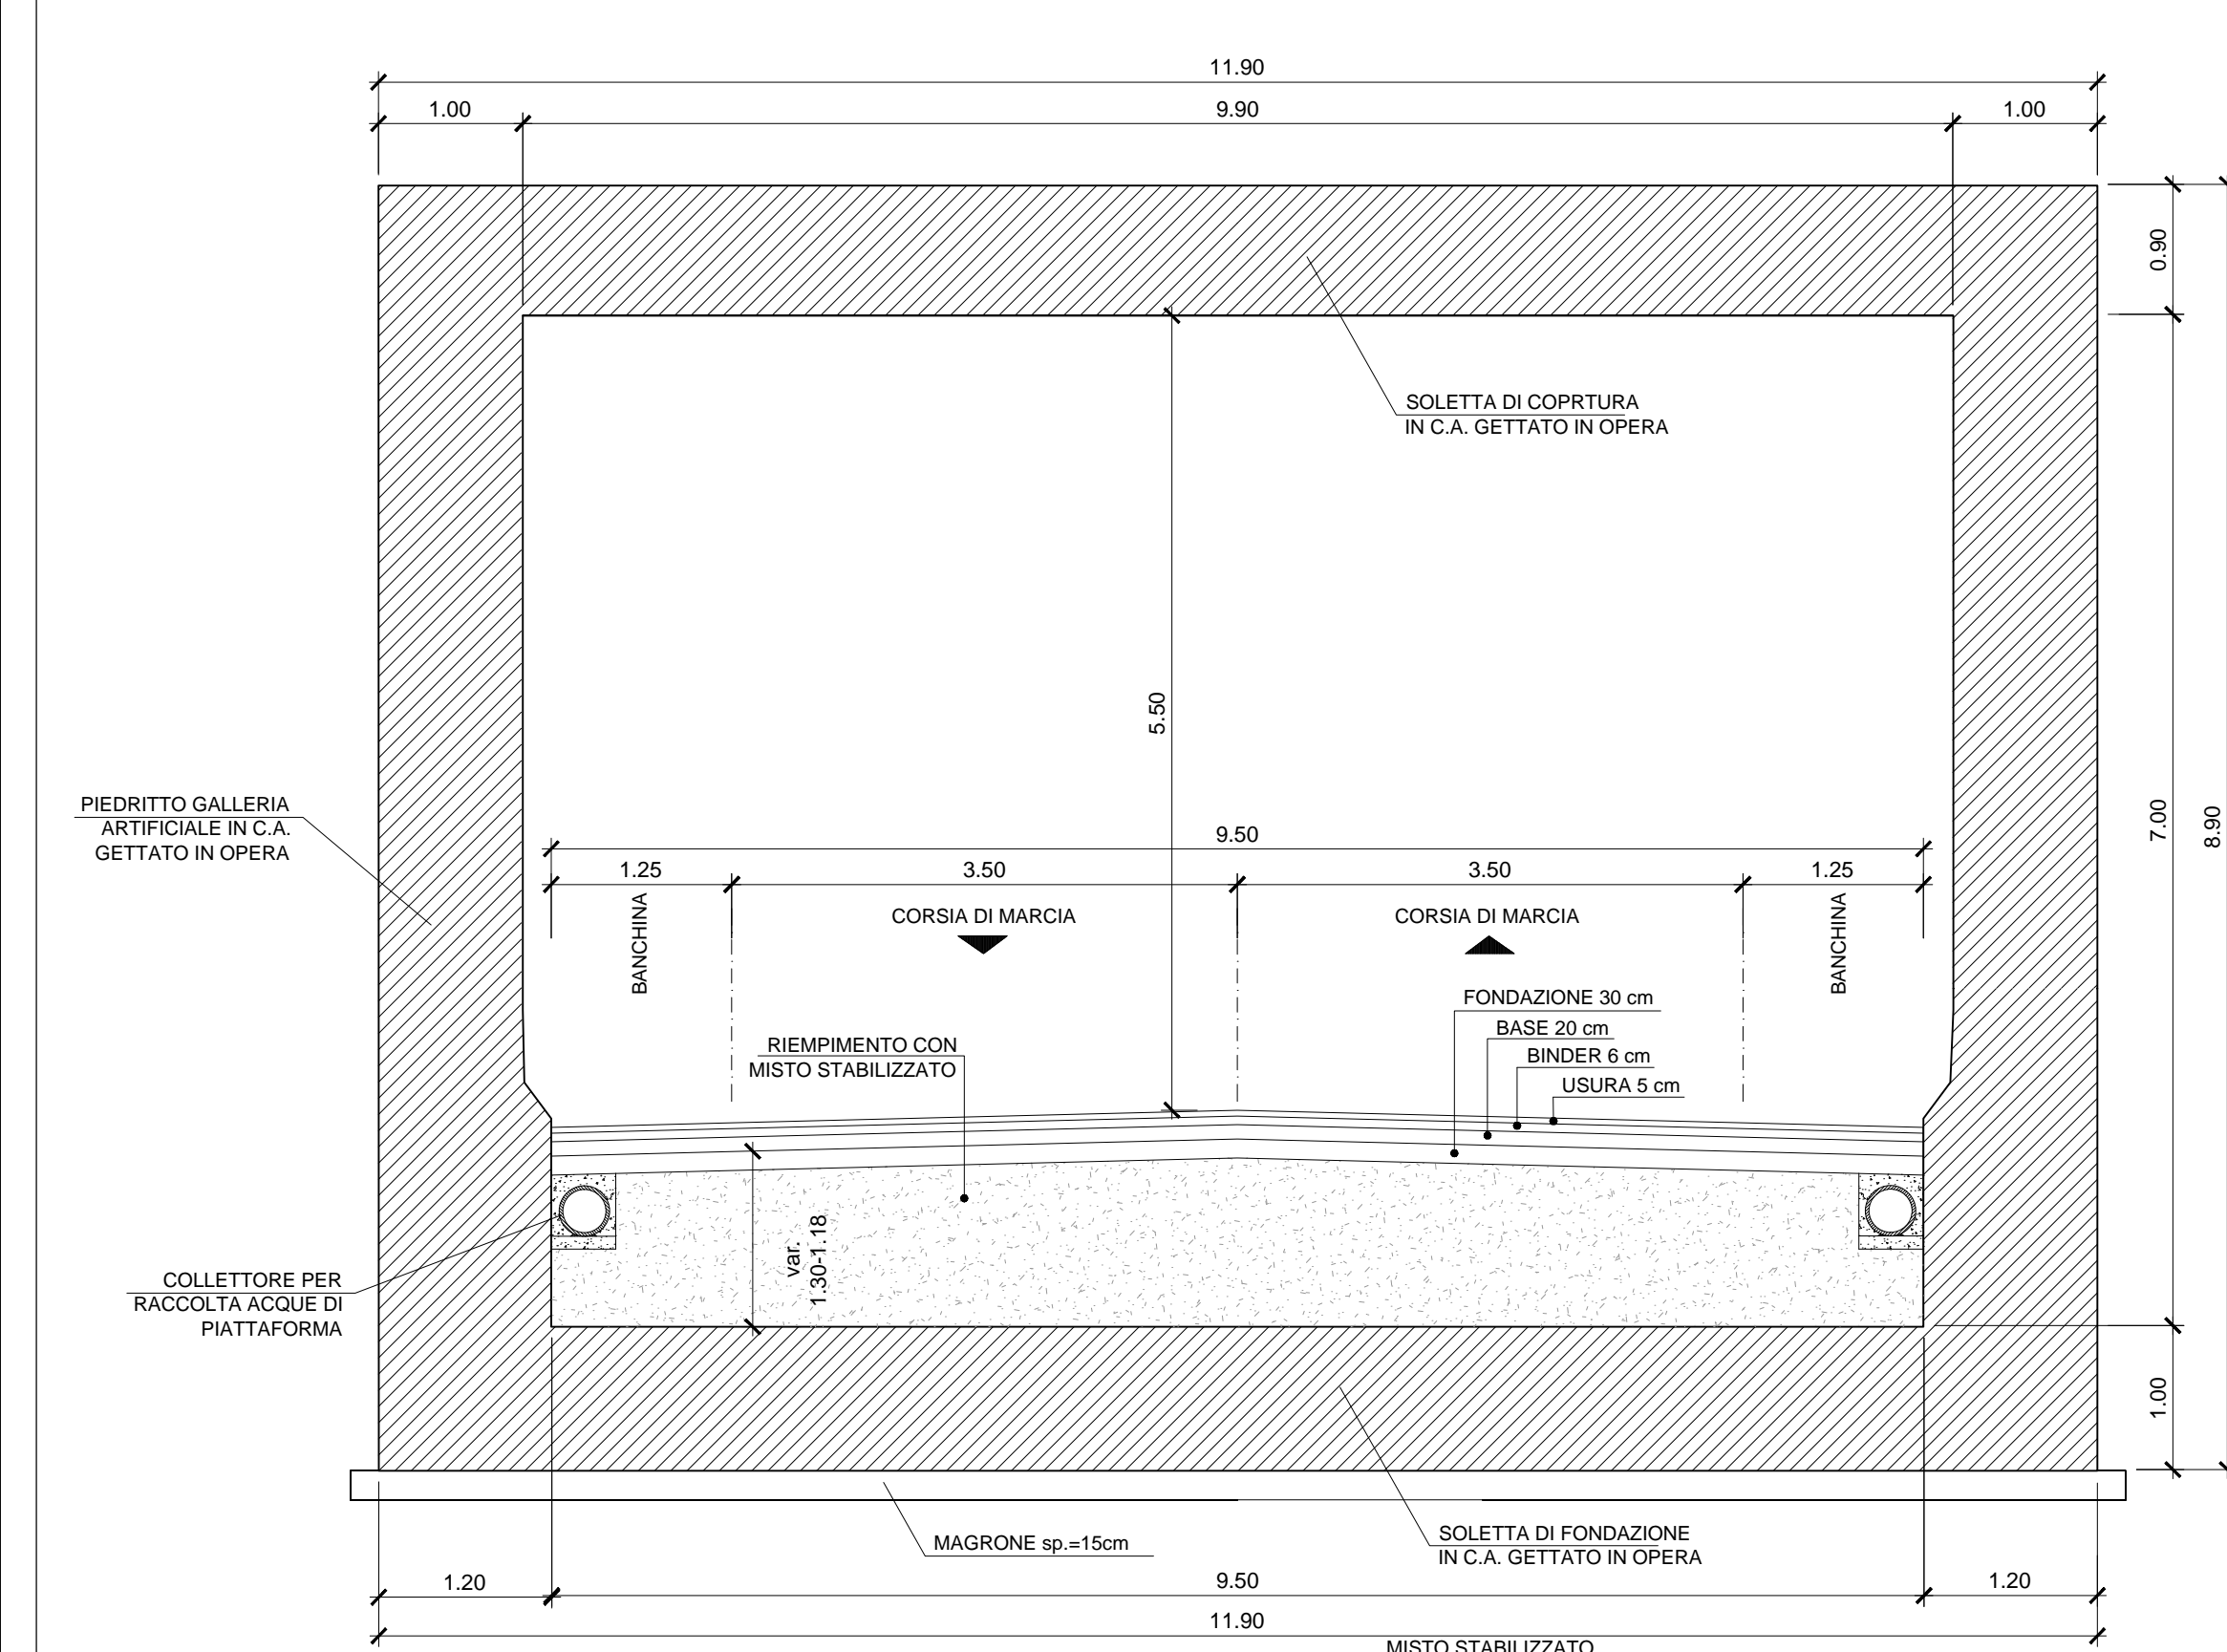 11.90
1.00
9.90
1.00
0.90
SOLETTA DI COPRTURA
IN C.A. GETTATO IN OPERA
5.50
7.00
8.90
PIEDRITTO GALLERIA
ARTIFICIALE IN C.A.
GETTATO IN OPERA
9.50
1.25
3.50
3.50
1.25
BANCHINA
CORSIA DI MARCIA
CORSIA DI MARCIA
BANCHINA
FONDAZIONE 30 cm
BASE 20 cm
BINDER 6 cm
USURA 5 cm
RIEMPIMENTO CON
MISTO STABILIZZATO
var.
1.30-1.18
COLLETTORE PER
RACCOLTA ACQUE DI
PIATTAFORMA
1.00
MAGRONE sp.=15cm
SOLETTA DI FONDAZIONE
IN C.A. GETTATO IN OPERA
1.20
9.50
1.20
11.90
MISTO STABILIZZATO